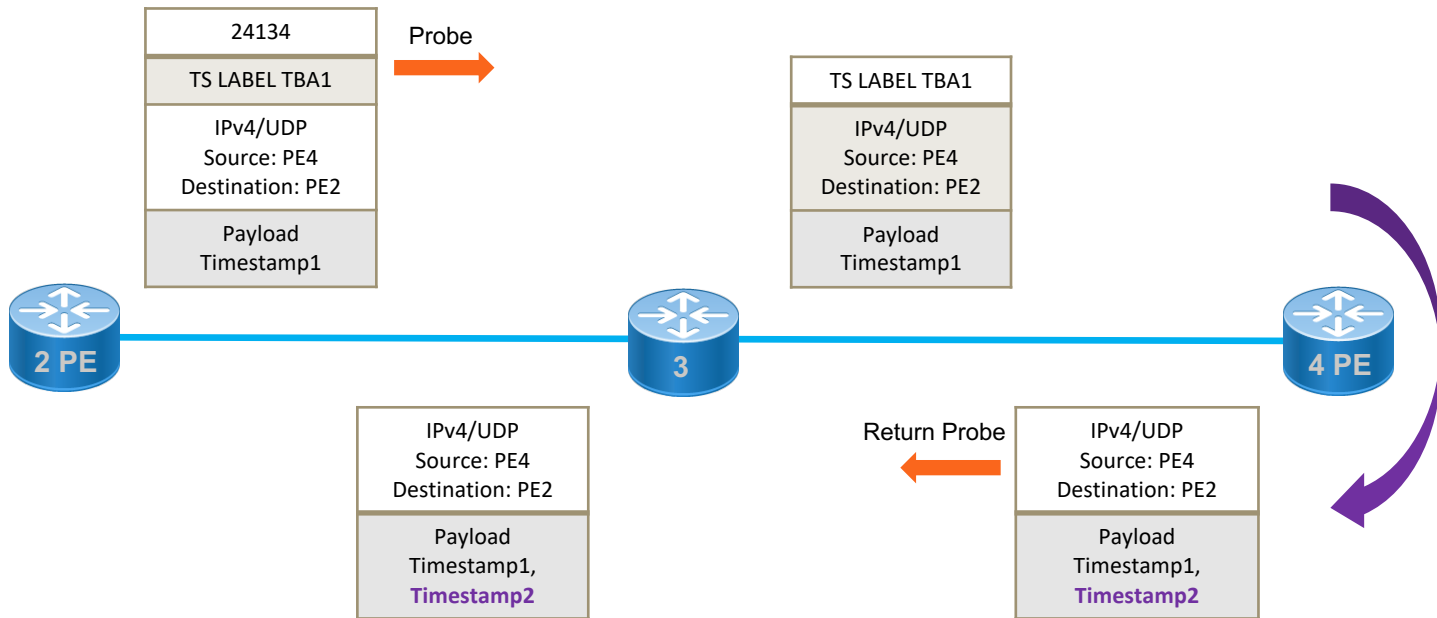 24134
TS LABEL TBA1
IPv4/UDP
Source: PE4
Destination: PE2
Payload
Timestamp1
Probe
TS LABEL TBA1
IPv4/UDP
Source: PE4
Destination: PE2
Payload
Timestamp1
2 PE
3
4 PE
IPv4/UDP
Source: PE4
Destination: PE2
Payload
Timestamp1,
Timestamp2
Return Probe
IPv4/UDP
Source: PE4
Destination: PE2
Payload
Timestamp1,
Timestamp2